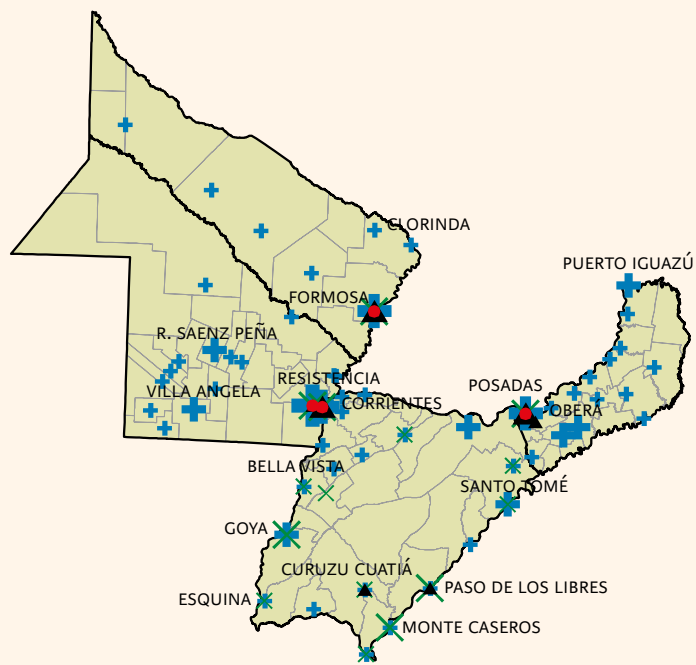 CLORINDA
PUERTO IGUAZÚ
FORMOSA
R. SAENZ PEÑA
RESISTENCIA
POSADAS
VILLA ANGELA
CORRIENTES
OBERÁ
BELLA VISTA
SANTO TOMÉ
GOYA
CURUZU CUATIÁ
PASO DE LOS LIBRES
ESQUINA
MONTE CASEROS